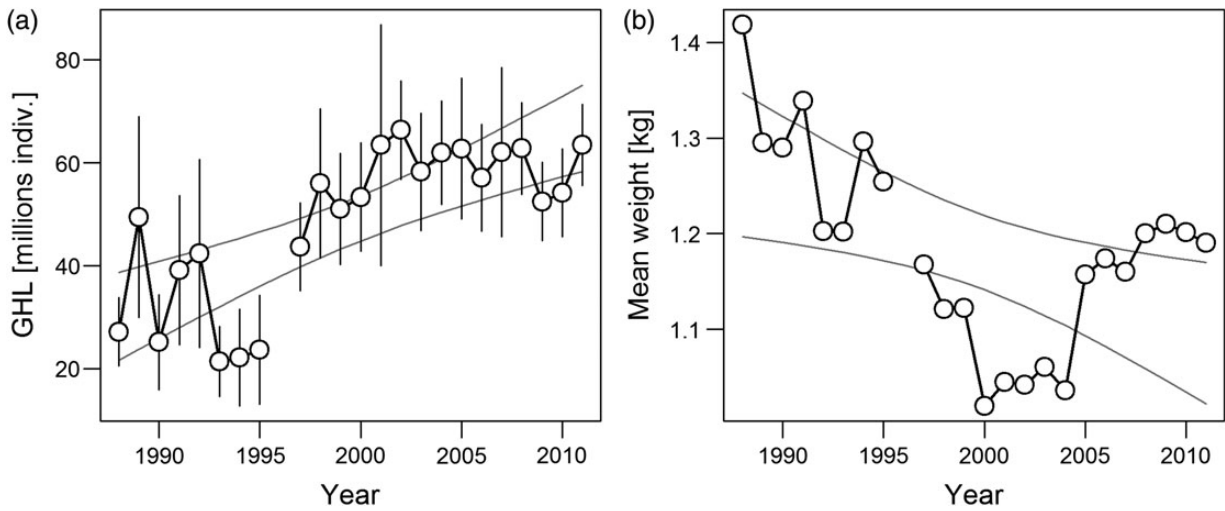 (a)
80
60
40
20
GHL [millions indiv.]
1990 1995 2000 2005 2010
Year
(b)
1.4
1.3
1.2
1.1
Mean weight [kg]
1990 1995 2000 2005 2010
Year